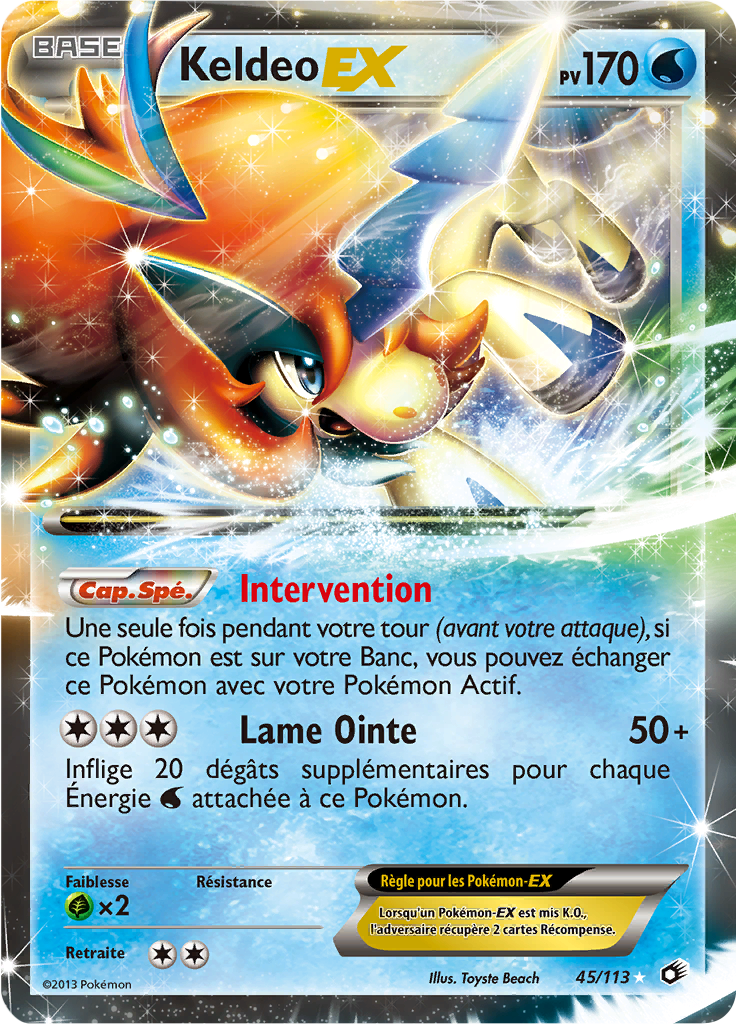 BASE
Keldeo EX
PV170
Cap.Spé. Intervention
Une seule fois pendant votre tour (avant votre attaque), si
ce Pokémon est sur votre Banc, vous pouvez échanger
ce Pokémon avec votre Pokémon Actif.
Lame Ointe 50+
Inflige 20 dégâts supplémentaires pour chaque
Énergie attachée à ce Pokémon.
Faiblesse Résistance
×2
Retraite
Règle pour les Pokémon-EX
Lorsqu'un Pokémon-EX est mis K.O.,
l'adversaire récupère 2 cartes Récompense.
©2013 Pokémon
Illus. Toyste Beach
45/113